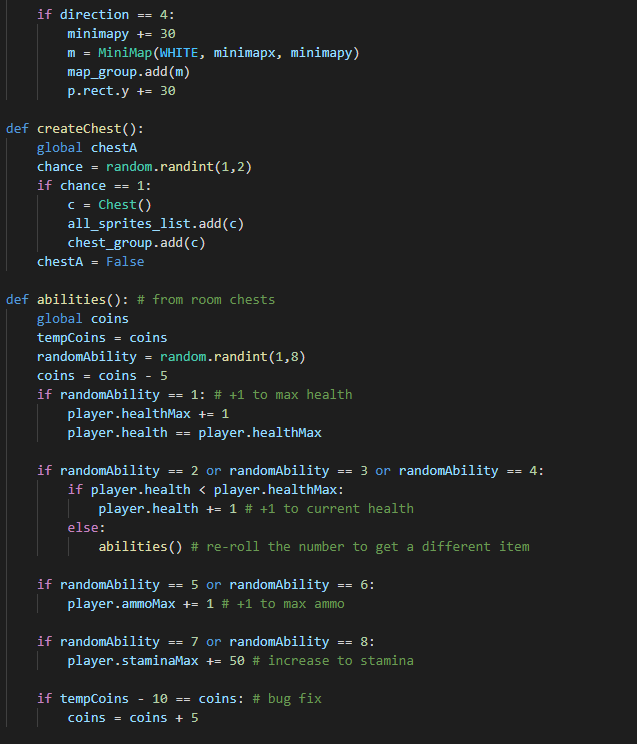 if direction == 4:
        minimapy += 30
        m = MiniMap(WHITE, minimapx, minimapy)
        map_group.add(m)
        p.rect.y += 30

def createChest():
    global chestA
    chance = random.randint(1,2)
    if chance == 1:
        c = Chest()
        all_sprites_list.add(c)
        chest_group.add(c)
    chestA = False

def abilities(): # from room chests
    global coins
    tempCoins = coins
    randomAbility = random.randint(1,8)
    coins = coins - 5
    if randomAbility == 1: # +1 to max health
        player.healthMax += 1
        player.health == player.healthMax

    if randomAbility == 2 or randomAbility == 3 or randomAbility == 4:
        if player.health < player.healthMax:
            player.health += 1 # +1 to current health
        else:
            abilities() # re-roll the number to get a different item

    if randomAbility == 5 or randomAbility == 6:
        player.ammoMax += 1 # +1 to max ammo

    if randomAbility == 7 or randomAbility == 8:
        player.staminaMax += 50 # increase to stamina

    if tempCoins - 10 == coins: # bug fix
        coins = coins + 5